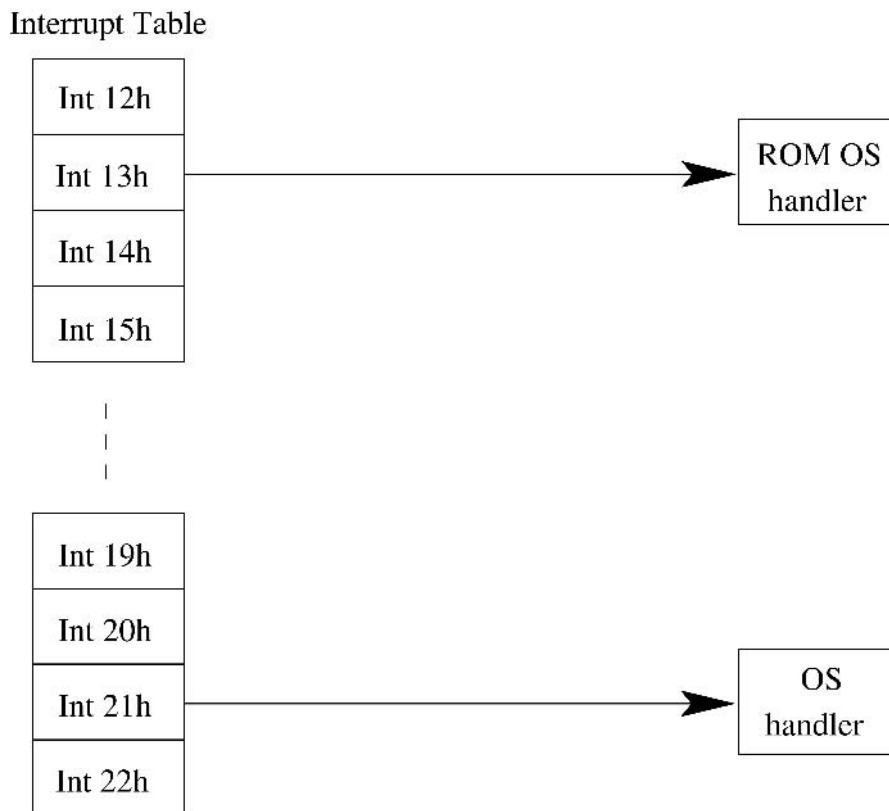 Interrupt Table
Int 12h
Int 13h
ROM OS
handler
Int 14h
Int 15h
Int 19h
Int 20h
Int 21h
OS
handler
Int 22h